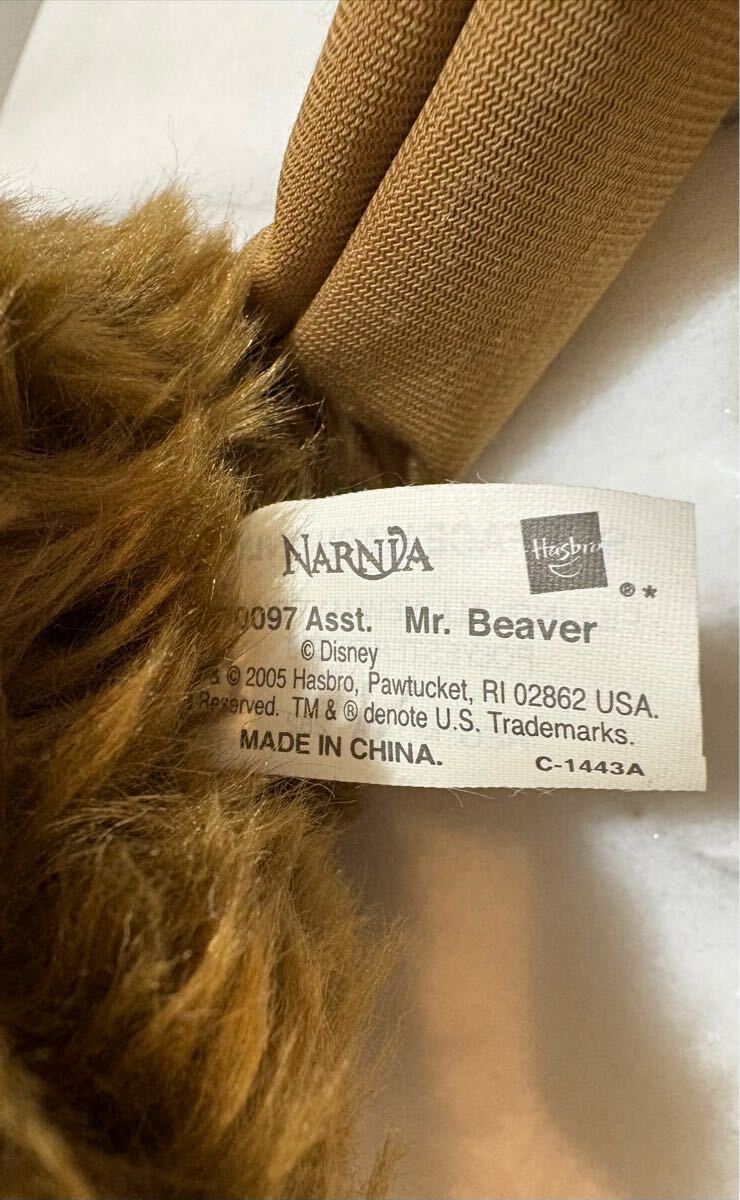 NARNIA
Hasbro
® *
0097 Asst. Mr. Beaver
© Disney
& © 2005 Hasbro, Pawtucket, RI 02862 USA.
Reserved. TM & ® denote U.S. Trademarks.
MADE IN CHINA.
C-1443A